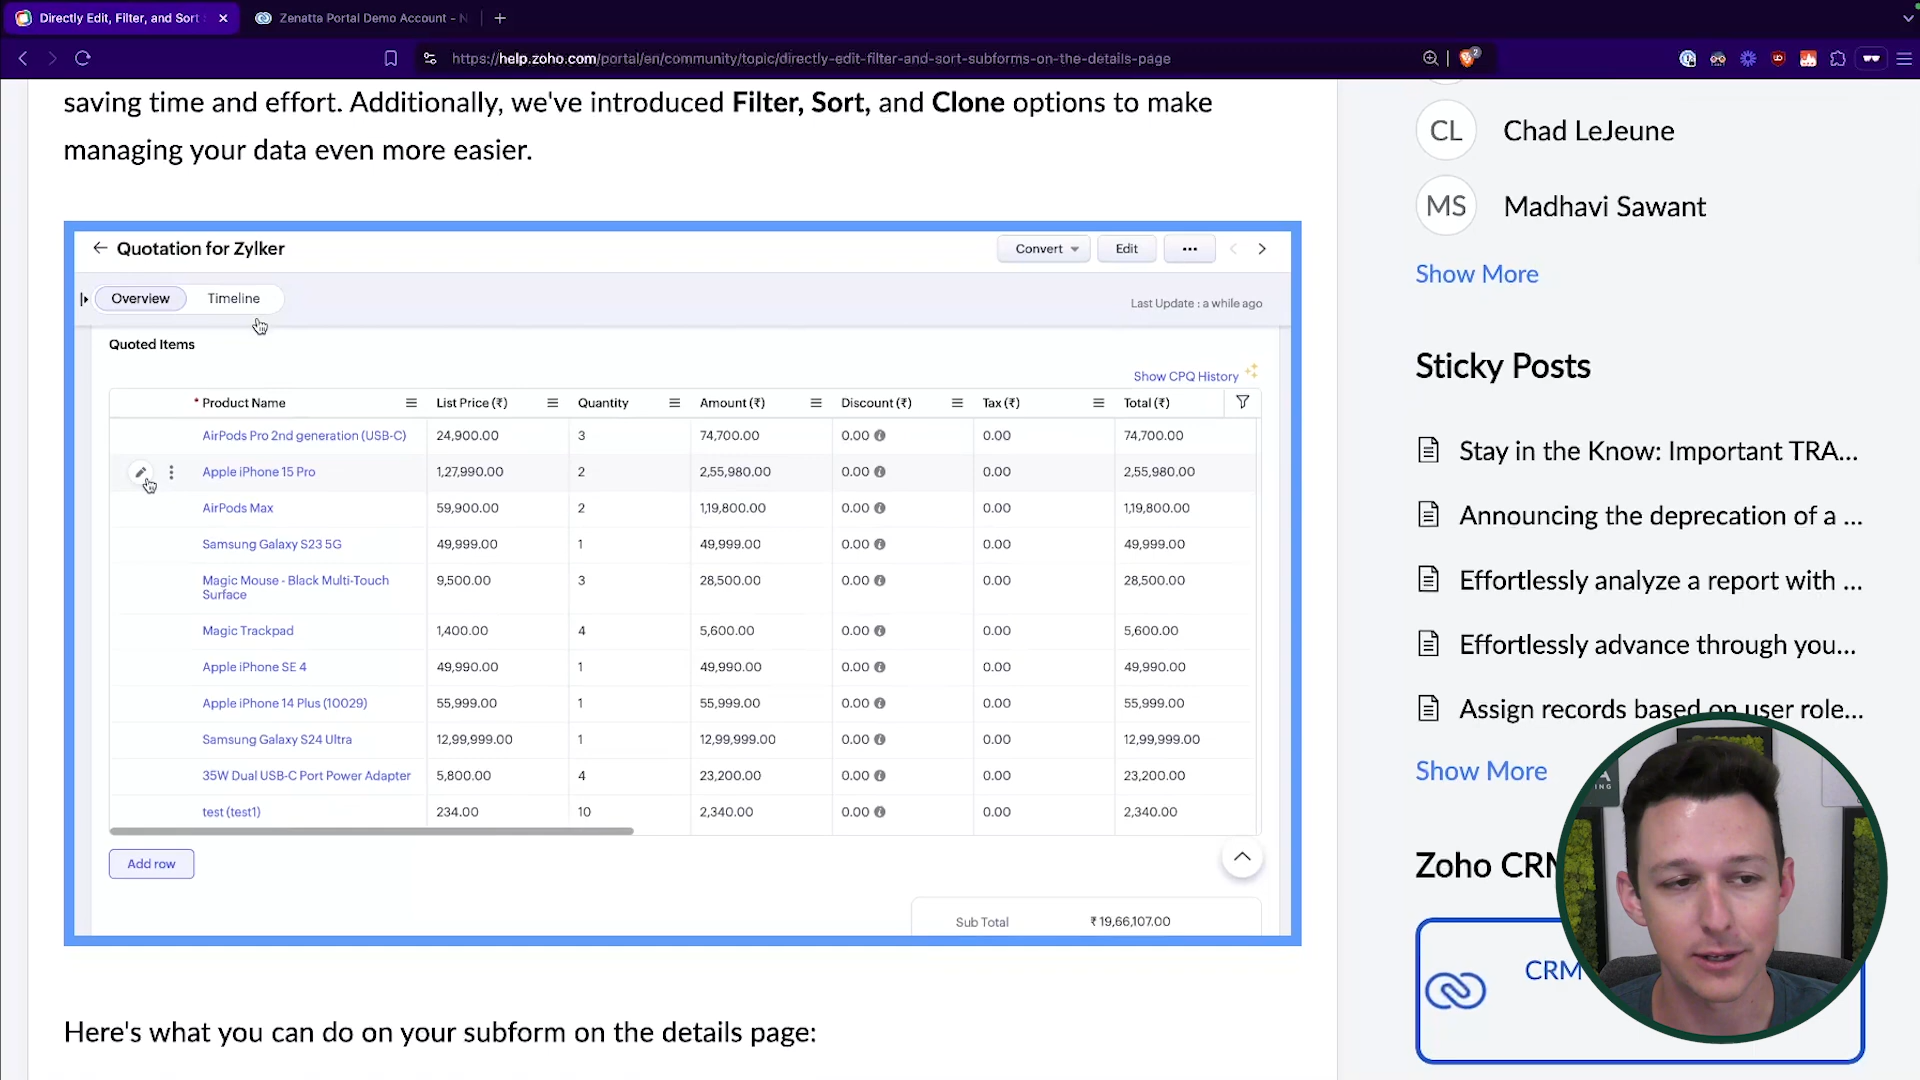 Directly Edit, Filter, and Sort
Zenatta Portal Demo Account - N
https://help.zoho.com/portal/en/community/topic/directly-edit-filter-and-sort-subforms-on-the-details-page
2
saving time and effort. Additionally, we've introduced Filter, Sort, and Clone options to make
managing your data even more easier.
Quotation for Zylker
Convert
Edit
Overview
Timeline
Last Update : a while ago
Quoted Items
Show CPQ History
* Product Name List Price (₹) Quantity Amount (₹) Discount (₹) Tax (₹) Total (₹)
AirPods Pro 2nd generation (USB-C) 24,900.00 3 74,700.00 0.00 0.00 74,700.00
Apple iPhone 15 Pro 1,27,990.00 2 2,55,980.00 0.00 0.00 2,55,980.00
AirPods Max 59,900.00 2 1,19,800.00 0.00 0.00 1,19,800.00
Samsung Galaxy S23 5G 49,999.00 1 49,999.00 0.00 0.00 49,999.00
Magic Mouse - Black Multi-Touch 9,500.00 3 28,500.00 0.00 0.00 28,500.00
Surface
Magic Trackpad 1,400.00 4 5,600.00 0.00 0.00 5,600.00
Apple iPhone SE 4 49,990.00 1 49,990.00 0.00 0.00 49,990.00
Apple iPhone 14 Plus (10029) 55,999.00 1 55,999.00 0.00 0.00 55,999.00
Samsung Galaxy S24 Ultra 12,99,999.00 1 12,99,999.00 0.00 0.00 12,99,999.00
35W Dual USB-C Port Power Adapter 5,800.00 4 23,200.00 0.00 0.00 23,200.00
test (test1) 234.00 10 2,340.00 0.00 0.00 2,340.00
Add row
Sub Total ₹ 19,66,107.00
Here's what you can do on your subform on the details page:
CL Chad LeJeune
MS Madhavi Sawant
Show More
Sticky Posts
Stay in the Know: Important TRA...
Announcing the deprecation of a ...
Effortlessly analyze a report with ...
Effortlessly advance through you...
Assign records based on user role...
Show More
Zoho CRM
CRM